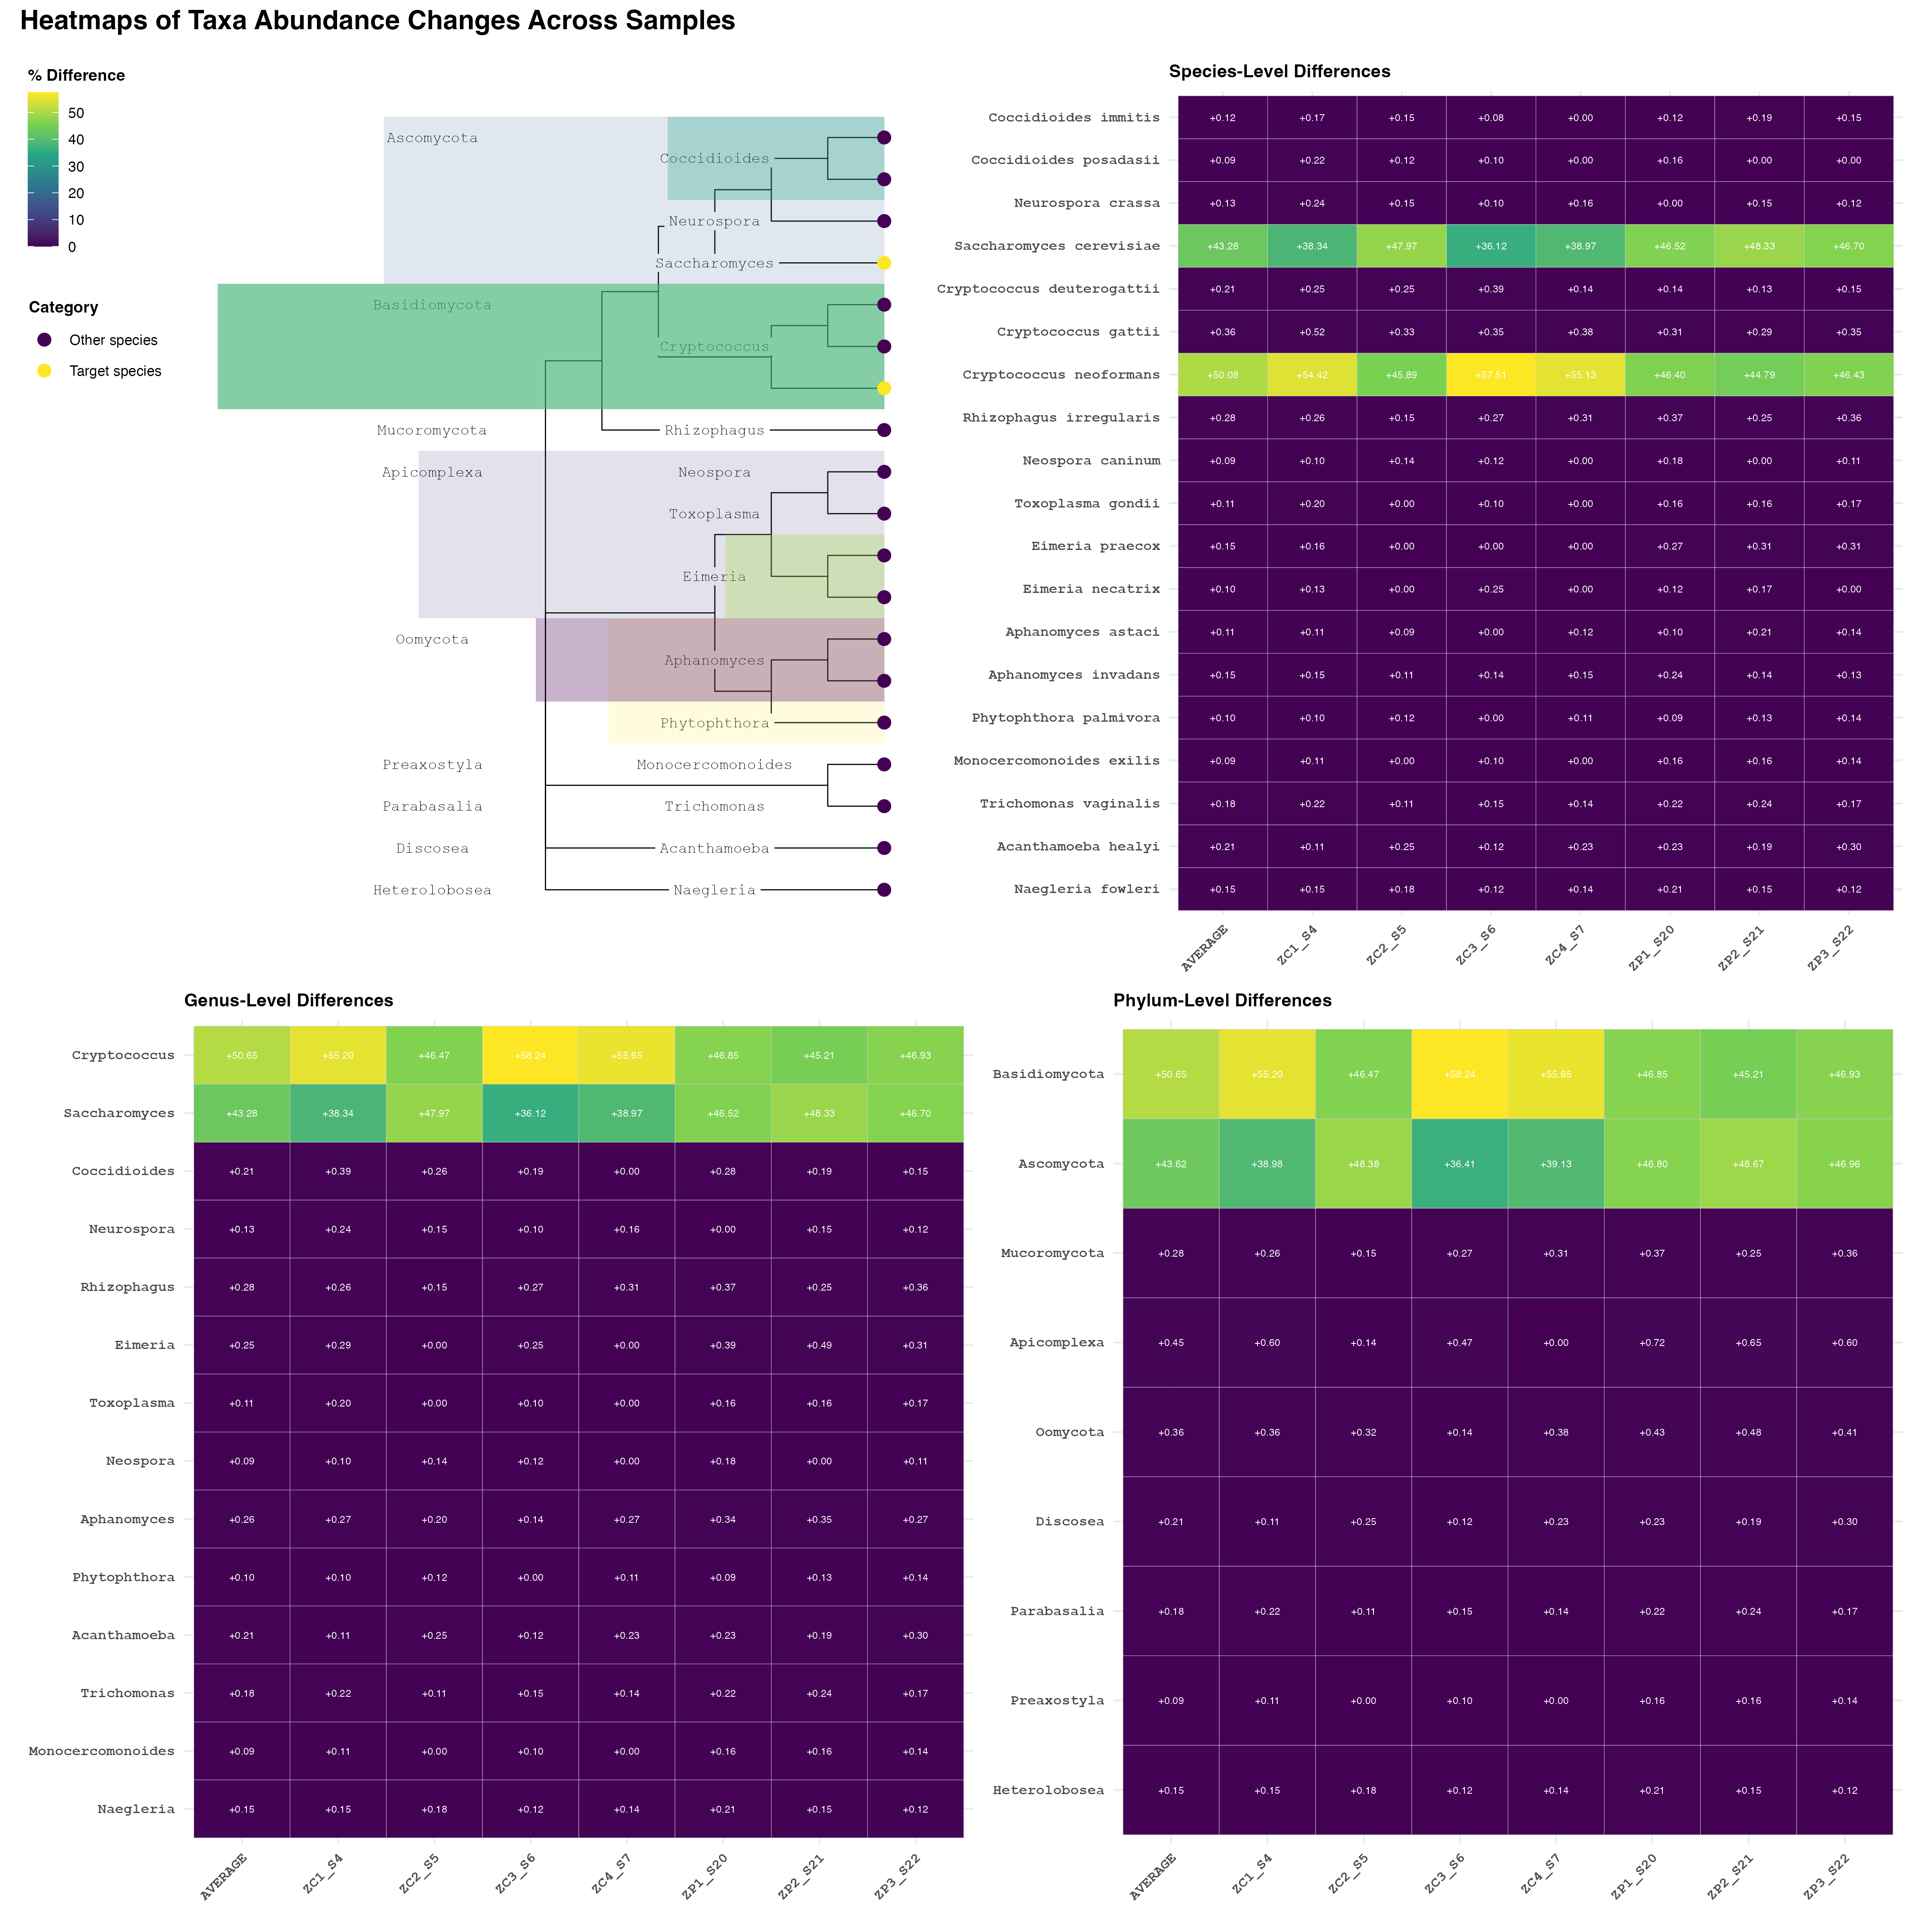 Heatmaps of Taxa Abundance Changes Across Samples
% Difference
50
40
30
20
10
0
Category
Other species
Target species
Ascomycota
Coccidioides
Neurospora
Saccharomyces
Basidiomycota
Cryptococcus
Mucoromycota Rhizophagus
Apicomplexa Neospora
Toxoplasma
Eimeria
Oomycota
Aphanomyces
Phytophthora
Preaxostyla Monocercomonoides
Parabasalia Trichomonas
Discosea Acanthamoeba
Heterolobosea Naegleria
Species-Level Differences
Coccidioides immitis +0.12 +0.17 +0.15 +0.08 +0.00 +0.12 +0.19 +0.15
Coccidioides posadasii +0.09 +0.22 +0.12 +0.10 +0.00 +0.16 +0.00 +0.00
Neurospora crassa +0.13 +0.24 +0.15 +0.10 +0.16 +0.00 +0.15 +0.12
Saccharomyces cerevisiae +43.28 +38.34 +47.97 +36.12 +38.97 +46.52 +48.33 +46.70
Cryptococcus deuterogattii +0.21 +0.25 +0.25 +0.39 +0.14 +0.14 +0.13 +0.15
Cryptococcus gattii +0.36 +0.52 +0.33 +0.35 +0.38 +0.31 +0.29 +0.35
Cryptococcus neoformans +50.08 +54.42 +45.89 +57.51 +55.13 +46.40 +44.79 +46.43
Rhizophagus irregularis +0.28 +0.26 +0.15 +0.27 +0.31 +0.37 +0.25 +0.36
Neospora caninum +0.09 +0.10 +0.14 +0.12 +0.00 +0.18 +0.00 +0.11
Toxoplasma gondii +0.11 +0.20 +0.00 +0.10 +0.00 +0.16 +0.16 +0.17
Eimeria praecox +0.15 +0.16 +0.00 +0.00 +0.00 +0.27 +0.31 +0.31
Eimeria necatrix +0.10 +0.13 +0.00 +0.25 +0.00 +0.12 +0.17 +0.00
Aphanomyces astaci +0.11 +0.11 +0.09 +0.00 +0.12 +0.10 +0.21 +0.14
Aphanomyces invadans +0.15 +0.15 +0.11 +0.14 +0.15 +0.24 +0.14 +0.13
Phytophthora palmivora +0.10 +0.10 +0.12 +0.00 +0.11 +0.09 +0.13 +0.14
Monocercomonoides exilis +0.09 +0.11 +0.00 +0.10 +0.00 +0.16 +0.16 +0.14
Trichomonas vaginalis +0.18 +0.22 +0.11 +0.15 +0.14 +0.22 +0.24 +0.17
Acanthamoeba healyi +0.21 +0.11 +0.25 +0.12 +0.23 +0.23 +0.19 +0.30
Naegleria fowleri +0.15 +0.15 +0.18 +0.12 +0.14 +0.21 +0.15 +0.12
AVERAGE ZC1_S4 ZC2_S5 ZC3_S6 ZC4_S7 ZP1_S20 ZP2_S21 ZP3_S22
Genus-Level Differences
Cryptococcus +50.65 +55.20 +46.47 +58.24 +55.65 +46.85 +45.21 +46.93
Saccharomyces +43.28 +38.34 +47.97 +36.12 +38.97 +46.52 +48.33 +46.70
Coccidioides +0.21 +0.39 +0.26 +0.19 +0.00 +0.28 +0.19 +0.15
Neurospora +0.13 +0.24 +0.15 +0.10 +0.16 +0.00 +0.15 +0.12
Rhizophagus +0.28 +0.26 +0.15 +0.27 +0.31 +0.37 +0.25 +0.36
Eimeria +0.25 +0.29 +0.00 +0.25 +0.00 +0.39 +0.49 +0.31
Toxoplasma +0.11 +0.20 +0.00 +0.10 +0.00 +0.16 +0.16 +0.17
Neospora +0.09 +0.10 +0.14 +0.12 +0.00 +0.18 +0.00 +0.11
Aphanomyces +0.26 +0.27 +0.20 +0.14 +0.27 +0.34 +0.35 +0.27
Phytophthora +0.10 +0.10 +0.12 +0.00 +0.11 +0.09 +0.13 +0.14
Acanthamoeba +0.21 +0.11 +0.25 +0.12 +0.23 +0.23 +0.19 +0.30
Trichomonas +0.18 +0.22 +0.11 +0.15 +0.14 +0.22 +0.24 +0.17
Monocercomonoides +0.09 +0.11 +0.00 +0.10 +0.00 +0.16 +0.16 +0.14
Naegleria +0.15 +0.15 +0.18 +0.12 +0.14 +0.21 +0.15 +0.12
AVERAGE ZC1_S4 ZC2_S5 ZC3_S6 ZC4_S7 ZP1_S20 ZP2_S21 ZP3_S22
Phylum-Level Differences
Basidiomycota +50.65 +55.20 +46.47 +58.24 +55.65 +46.85 +45.21 +46.93
Ascomycota +43.62 +38.98 +48.38 +36.41 +39.13 +46.80 +48.67 +46.96
Mucoromycota +0.28 +0.26 +0.15 +0.27 +0.31 +0.37 +0.25 +0.36
Apicomplexa +0.45 +0.60 +0.14 +0.47 +0.00 +0.72 +0.65 +0.60
Oomycota +0.36 +0.36 +0.32 +0.14 +0.38 +0.43 +0.48 +0.41
Discosea +0.21 +0.11 +0.25 +0.12 +0.23 +0.23 +0.19 +0.30
Parabasalia +0.18 +0.22 +0.11 +0.15 +0.14 +0.22 +0.24 +0.17
Preaxostyla +0.09 +0.11 +0.00 +0.10 +0.00 +0.16 +0.16 +0.14
Heterolobosea +0.15 +0.15 +0.18 +0.12 +0.14 +0.21 +0.15 +0.12
AVERAGE ZC1_S4 ZC2_S5 ZC3_S6 ZC4_S7 ZP1_S20 ZP2_S21 ZP3_S22